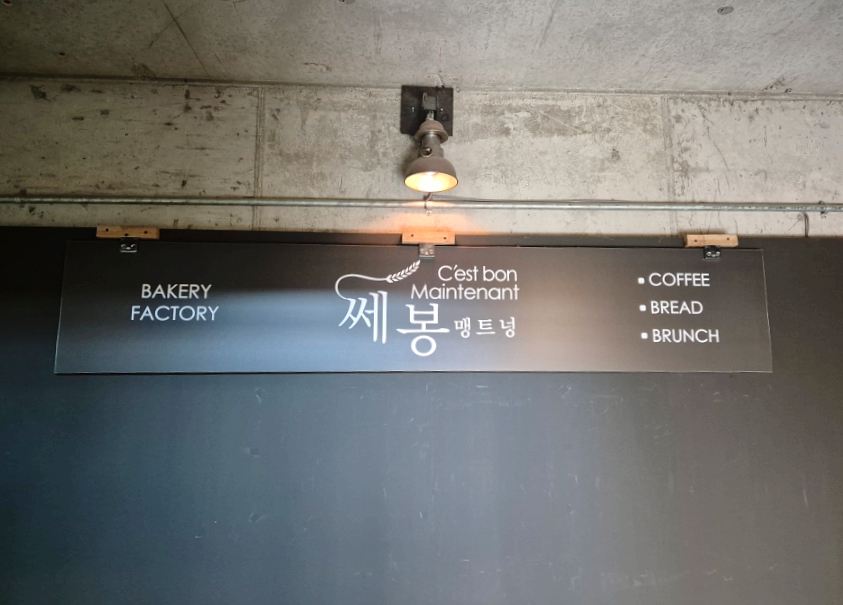 BAKERY
FACTORY
C'est bon
Maintenant
쎄봉 맹트넝
COFFEE
BREAD
BRUNCH